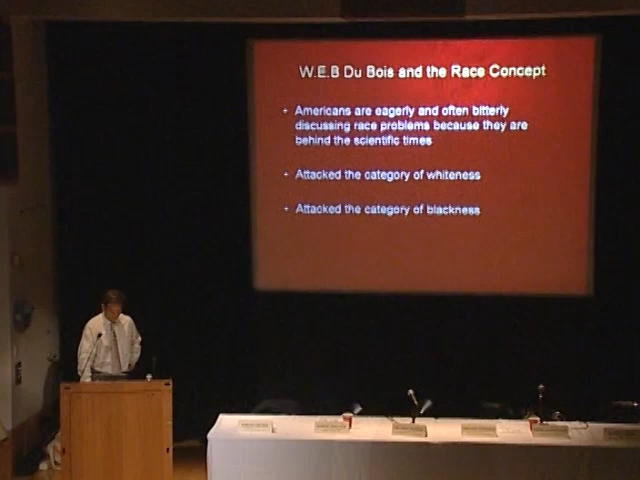 W.E.B Du Bois and the Race Concept
• Americans are eagerly and often bitterly
discussing race problems because they are
behind the scientific times
• Attacked the category of whiteness
• Attacked the category of blackness